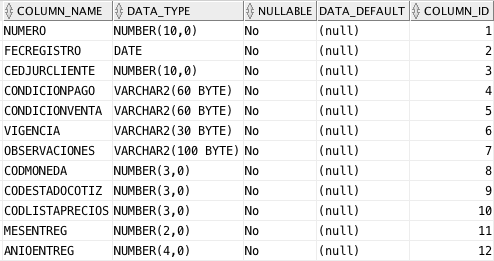 COLUMN_NAME DATA_TYPE NULLABLE DATA_DEFAULT COLUMN_ID
NUMERO NUMBER(10,0) No (null) 1
FECREGISTRO DATE No (null) 2
CEDJURCLIENTE NUMBER(10,0) No (null) 3
CONDICIONPAGO VARCHAR2(60 BYTE) No (null) 4
CONDICIONVENTA VARCHAR2(60 BYTE) No (null) 5
VIGENCIA VARCHAR2(30 BYTE) No (null) 6
OBSERVACIONES VARCHAR2(100 BYTE) No (null) 7
CODMONEDA NUMBER(3,0) No (null) 8
CODESTADOCOTIZ NUMBER(3,0) No (null) 9
CODLISTAPRECIOS NUMBER(3,0) No (null) 10
MESENTREG NUMBER(2,0) No (null) 11
ANIOENTREG NUMBER(4,0) No (null) 12